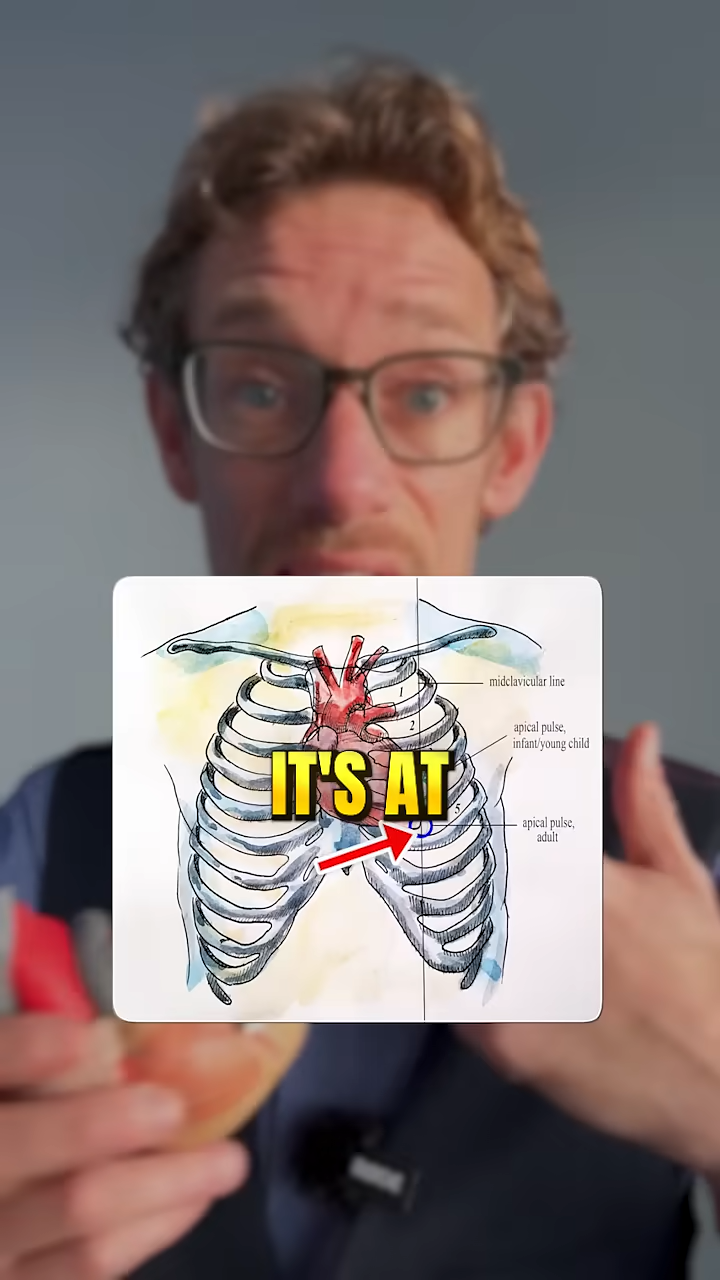 midclavicular line
1
2
apical pulse,
infant/young child
IT'S AT
5
apical pulse,
adult